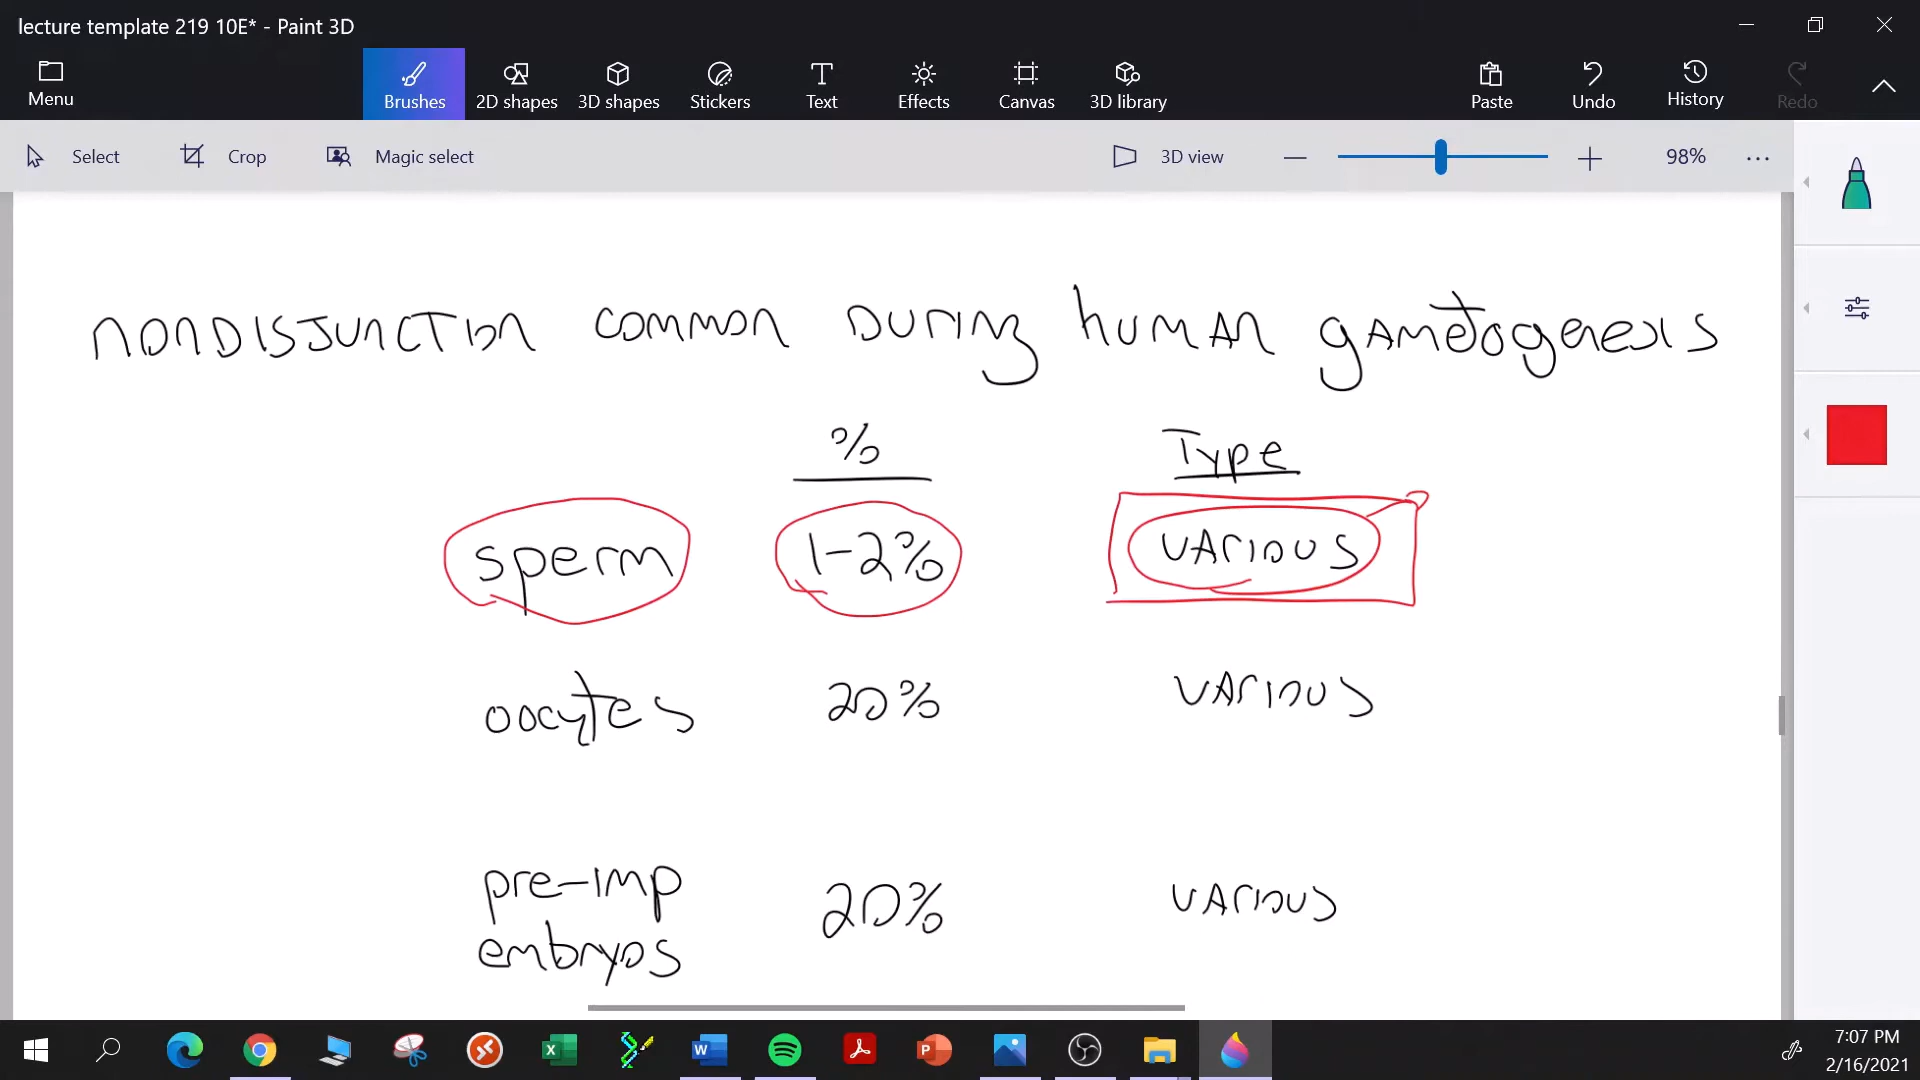 lecture template 219 10E* - Paint 3D
Menu
Brushes
2D shapes
3D shapes
Stickers
Text
Effects
Canvas
3D library
Paste
Undo
History
Redo
Select
Crop
Magic select
3D view
98%
NONDISJUNCTION COMMON DURING HUMAN GAMETOGENESIS
% Type
sperm 1-2% VARIOUS
oocytes 20% VARIOUS
pre-imp 20% VARIOUS
embryos
7:07 PM
2/16/2021